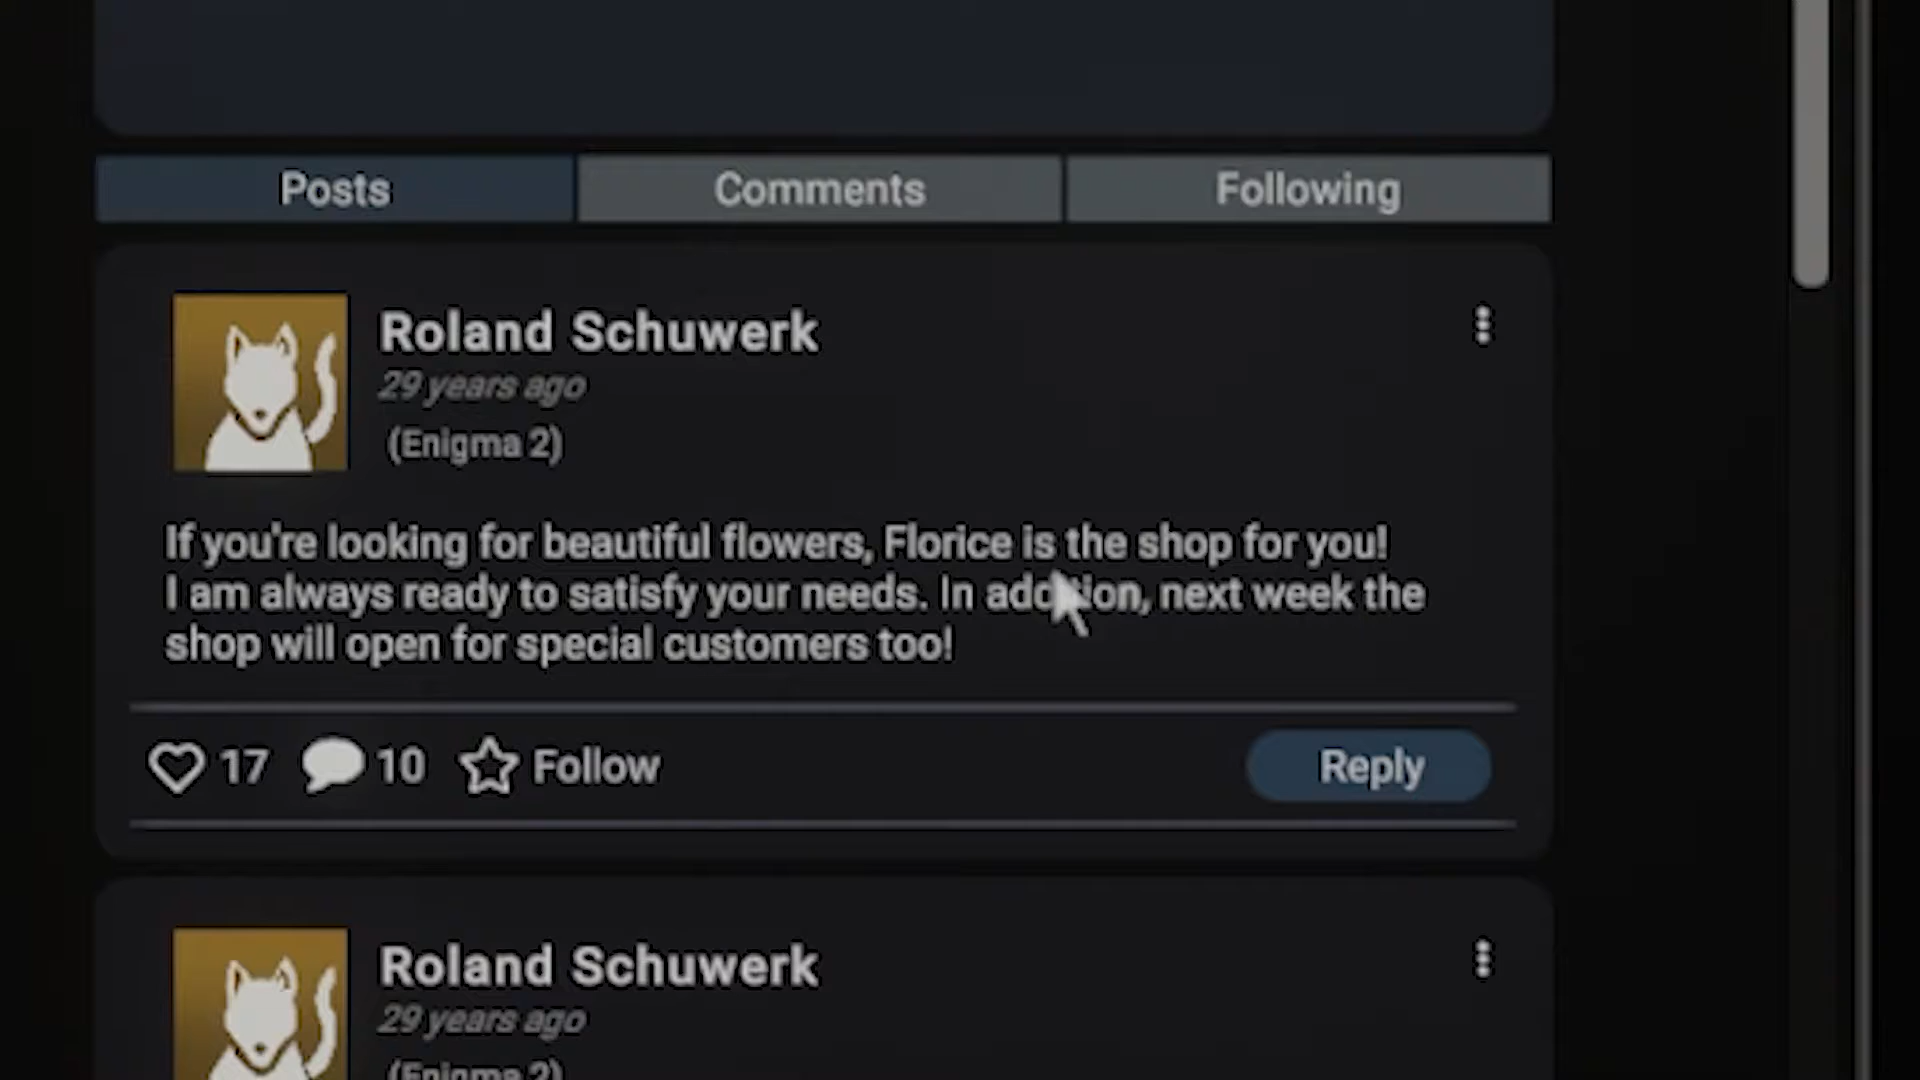 Posts Comments Following
Roland Schuwerk
29 years ago
(Enigma 2)
If you're looking for beautiful flowers, Florice is the shop for you!
I am always ready to satisfy your needs. In addition, next week the
shop will open for special customers too!
17 10 Follow Reply
Roland Schuwerk
29 years ago
(Enigma 2)